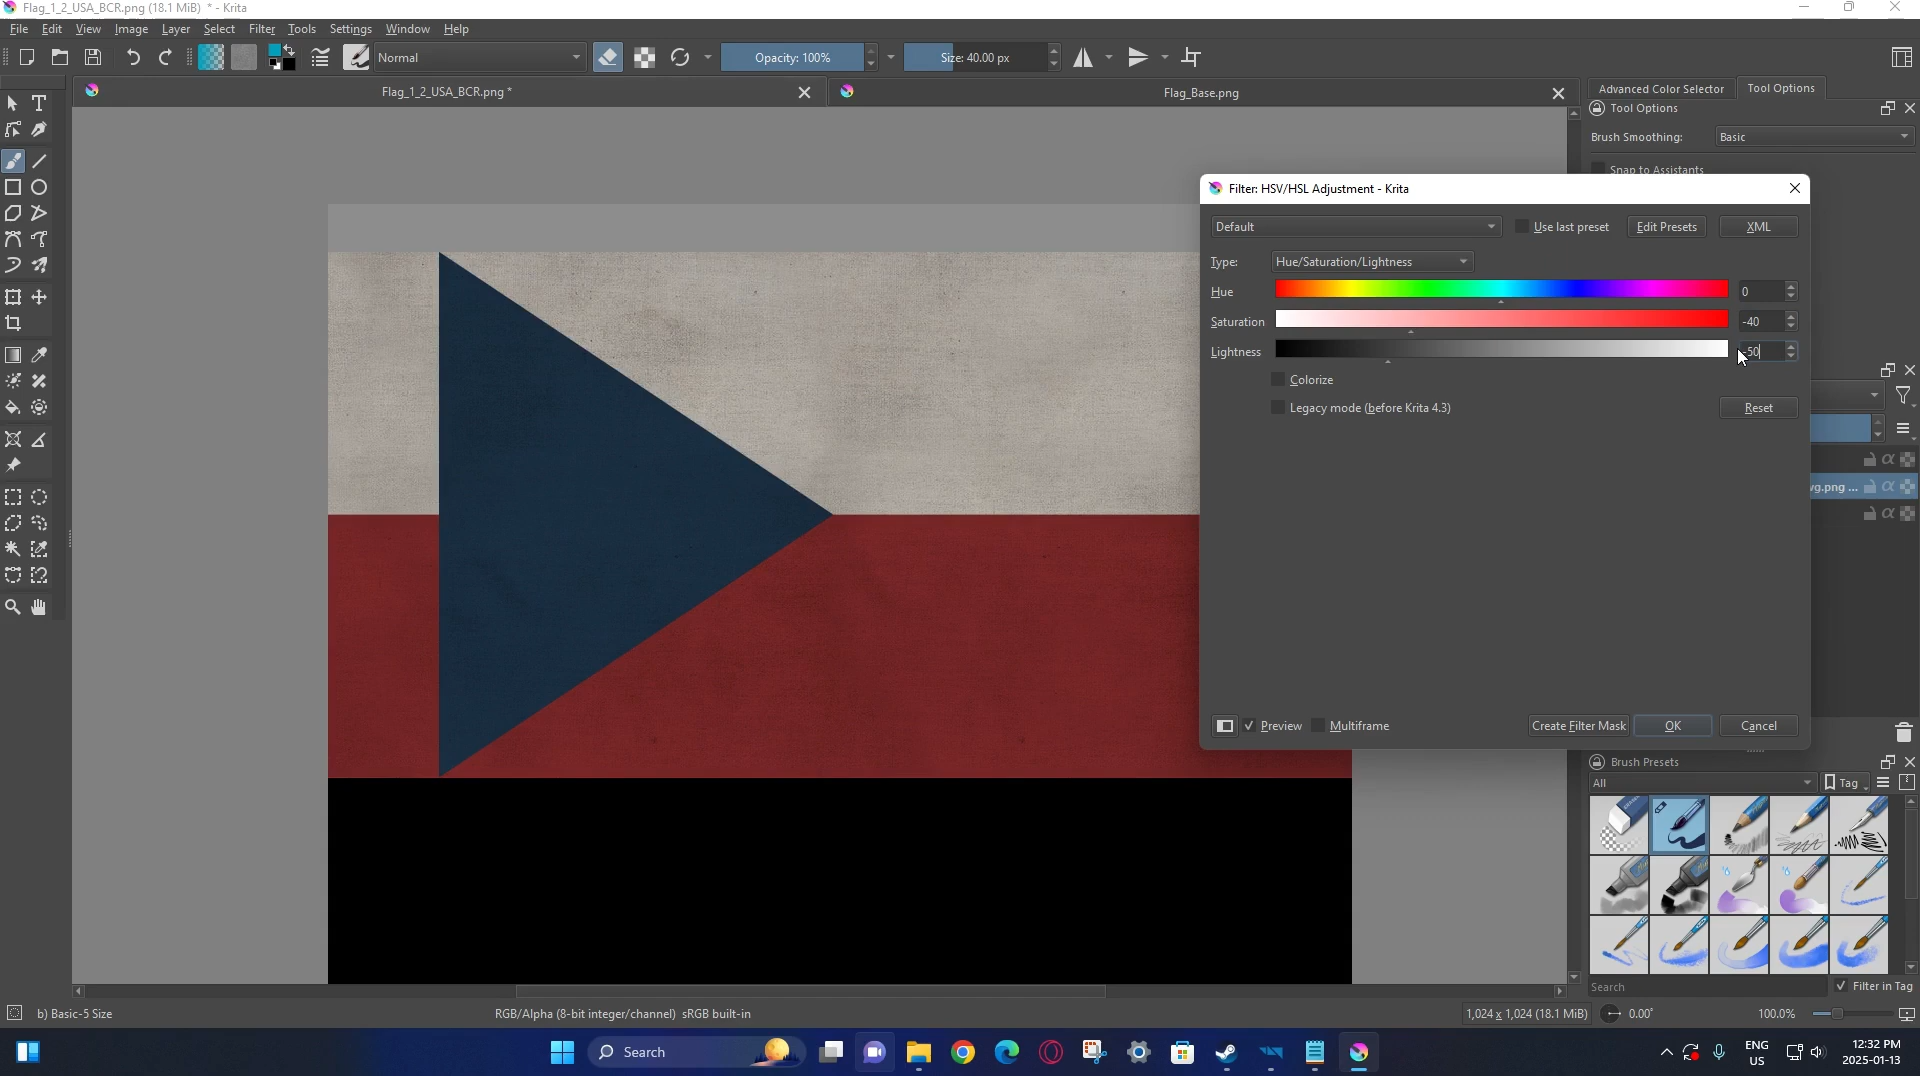 Flag_1_2_USA_BCR.png (18.1 MiB) * - Krita
File Edit View Image Layer Select Filter Tools Settings Window Help
Normal
Opacity: 100%
Size: 40.00 px
Flag_1_2_USA_BCR.png *
Flag_Base.png
Advanced Color Selector
Tool Options
Tool Options
Brush Smoothing:
Basic
Snap to Assistants
Filter: HSV/HSL Adjustment - Krita
Default
Use last preset
Edit Presets
XML
Type:
Hue/Saturation/Lightness
Hue
0
Saturation
-40
Lightness
-50
Colorize
Legacy mode (before Krita 4.3)
Reset
vg.png ...
Preview
Multiframe
Create Filter Mask
OK
Cancel
Brush Presets
All
Tag
Search
Filter in Tag
b) Basic-5 Size
RGB/Alpha (8-bit integer/channel) sRGB built-in
1,024 x 1,024 (18.1 MiB)
0.00°
100.0%
Search
ENG
US
12:32 PM
2025-01-13